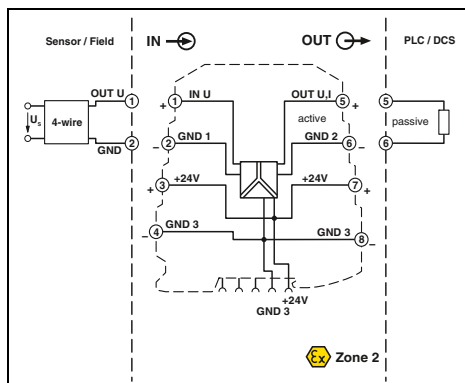 Sensor / Field IN OUT PLC / DCS
OUT U 1 + 1 IN U OUT U,I 5 + 5
Us 4-wire active passive
GND 2 − 2 GND 1 GND 2 6 − 6
+ 3 +24V +24V 7 +
− 4 GND 3 GND 3 8 −
+24V
GND 3
Ex Zone 2